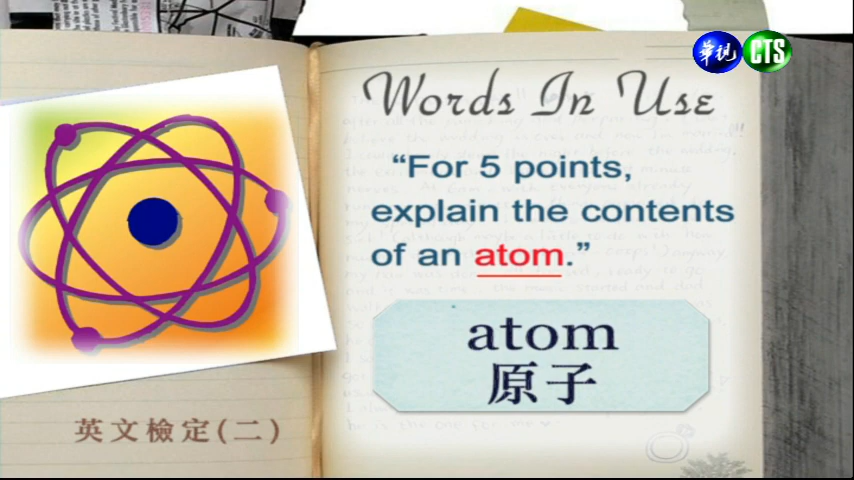 華視 CTS
Words In Use
“For 5 points,
explain the contents
of an atom.”
atom
原子
英文檢定(二)